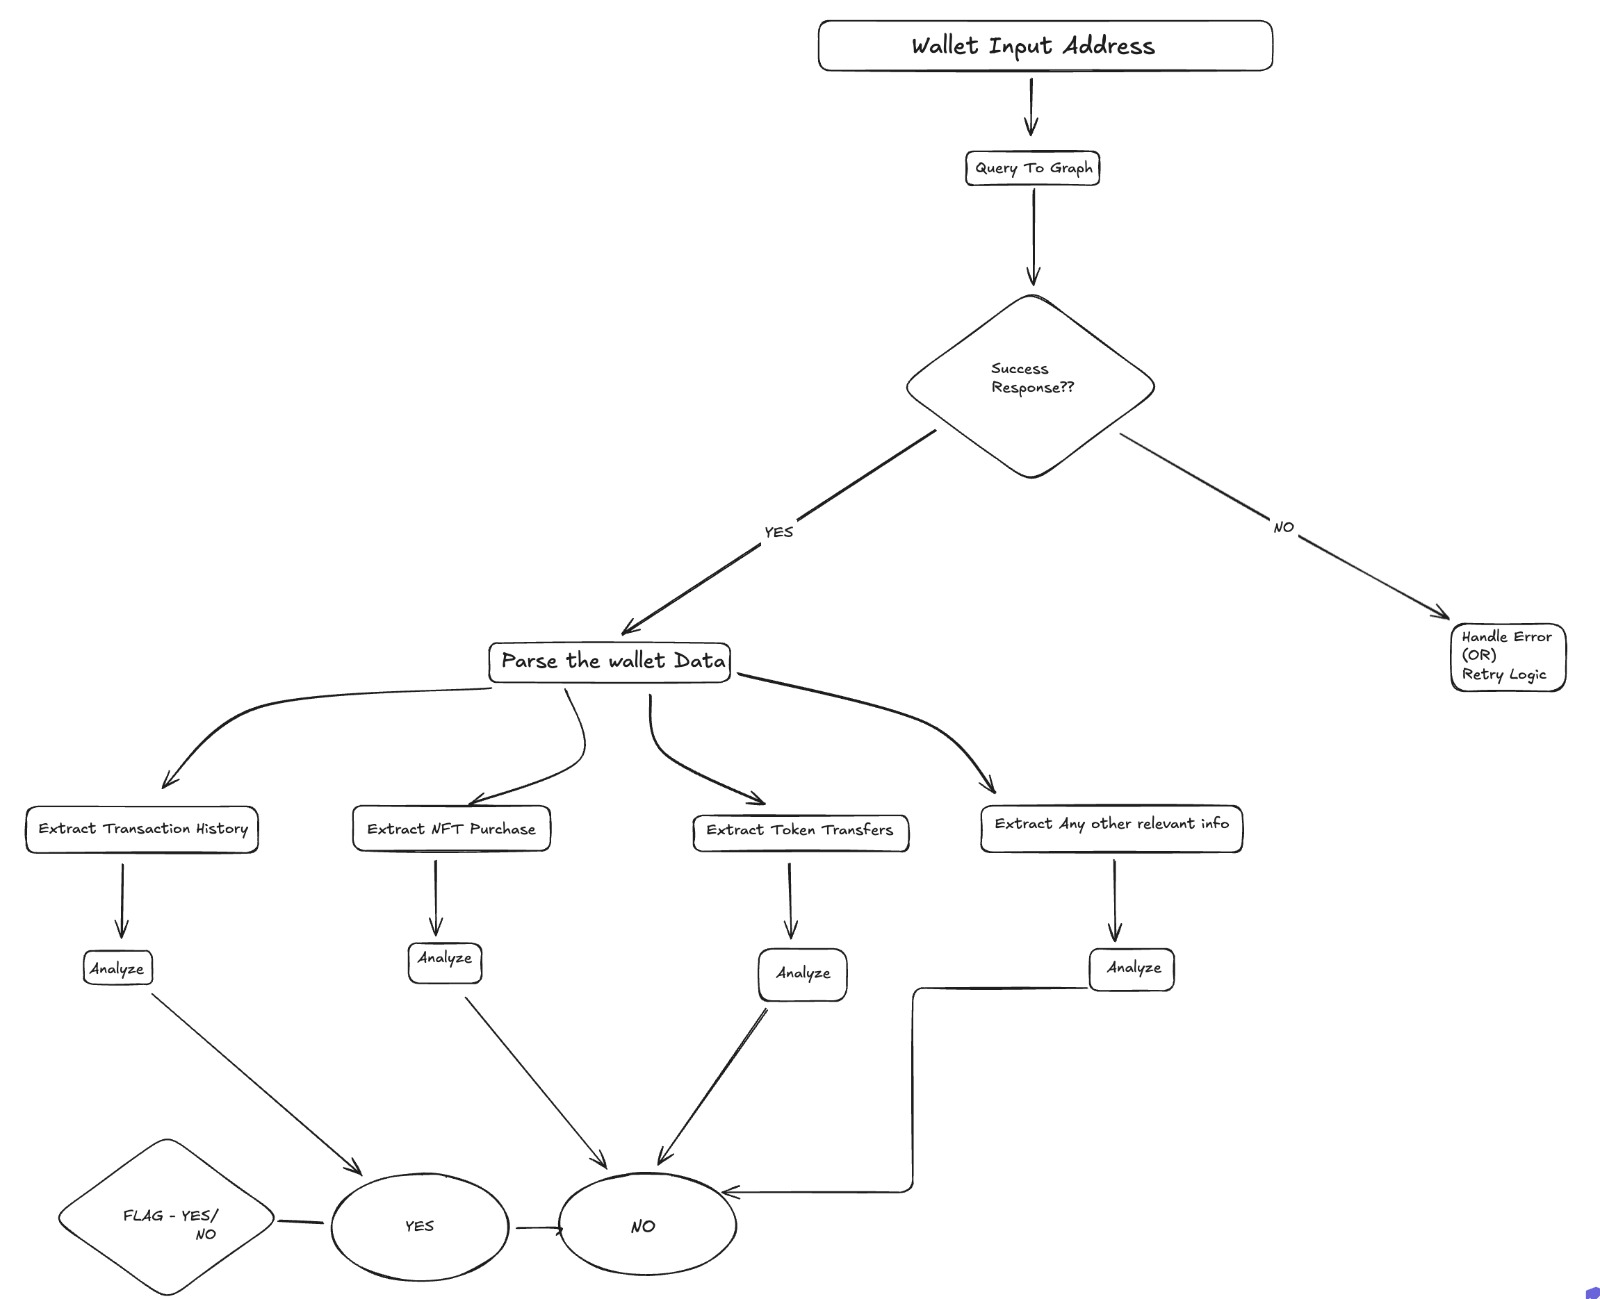 Wallet Input Address
Query To Graph
Success
Response??
YES
NO
Handle Error
(OR)
Retry Logic
Parse the wallet Data
Extract Transaction History
Extract NFT Purchase
Extract Token Transfers
Extract Any other relevant info
Analyze
Analyze
Analyze
Analyze
FLAG - YES/
NO
YES
NO